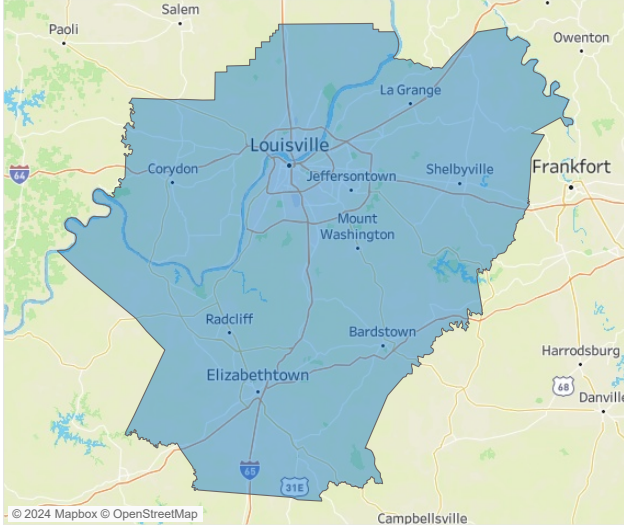 Salem
Paoli
Owenton
La Grange
Louisville
64
Corydon
Jeffersontown
Shelbyville
Frankfort
Mount
Washington
Radcliff
Bardstown
Harrodsburg
Elizabethtown
68
Danville
65
31E
© 2024 Mapbox © OpenStreetMap
Campbellsville